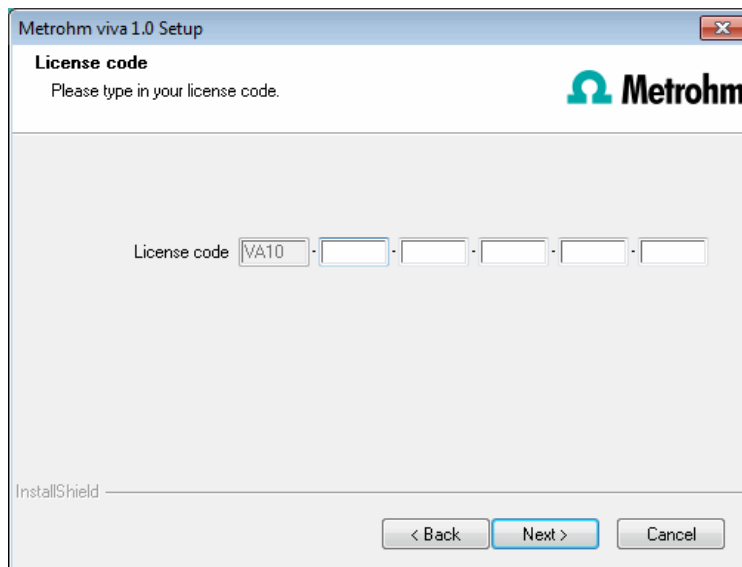 Metrohm viva 1.0 Setup
License code
Please type in your license code.
Metrohm
License code VA10 - - - - -
InstallShield
< Back Next > Cancel